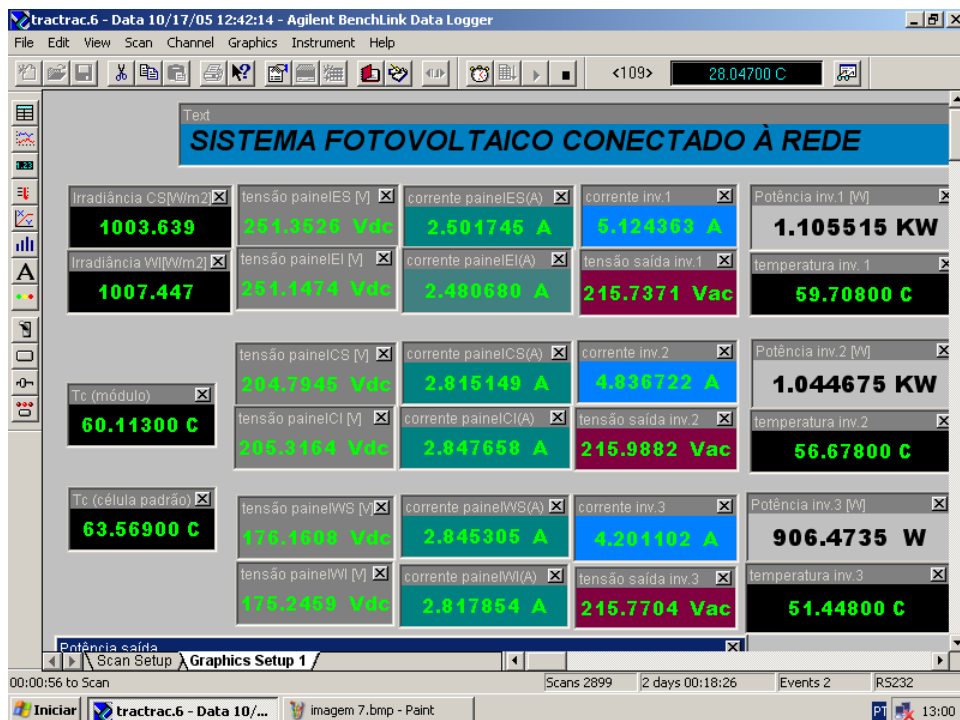 tractrac.6 - Data 10/17/05 12:42:14 - Agilent BenchLink Data Logger
File Edit View Scan Channel Graphics Instrument Help
<109> 28.04700 C
Text
SISTEMA FOTOVOLTAICO CONECTADO À REDE
Irradiância CS[W/m2] tensão painelES [V] corrente painelES(A) corrente inv.1 Potência inv.1 [W]
1003.639 251.3526 Vdc 2.501745 A 5.124363 A 1.105515 KW
Irradiância WI[W/m2] tensão painelEI [V] corrente painelEI(A) tensão saída inv.1 temperatura inv. 1
1007.447 251.1474 Vdc 2.480680 A 215.7371 Vac 59.70800 C
tensão painelCS [V] corrente painelCS(A) corrente inv.2 Potência inv.2 [W]
204.7945 Vdc 2.815149 A 4.836722 A 1.044675 KW
Tc (módulo) tensão painelCI [V] corrente painelCI(A) tensão saída inv.2 temperatura inv.2
60.11300 C 205.3164 Vdc 2.847658 A 215.9882 Vac 56.67800 C
Tc (célula padrão) tensão painelWS [V] corrente painelWS(A) corrente inv.3 Potência inv.3 [W]
63.56900 C 176.1608 Vdc 2.845305 A 4.201102 A 906.4735 W
tensão painelWI [V] corrente painelWI(A) tensão saída inv.3 temperatura inv.3
175.2459 Vdc 2.817854 A 215.7704 Vac 51.44800 C
Potência saída
Scan Setup Graphics Setup 1
00:00:56 to Scan Scans 2899 2 days 00:18:26 Events 2 RS232
Iniciar tractrac.6 - Data 10/... imagem 7.bmp - Paint PT 13:00